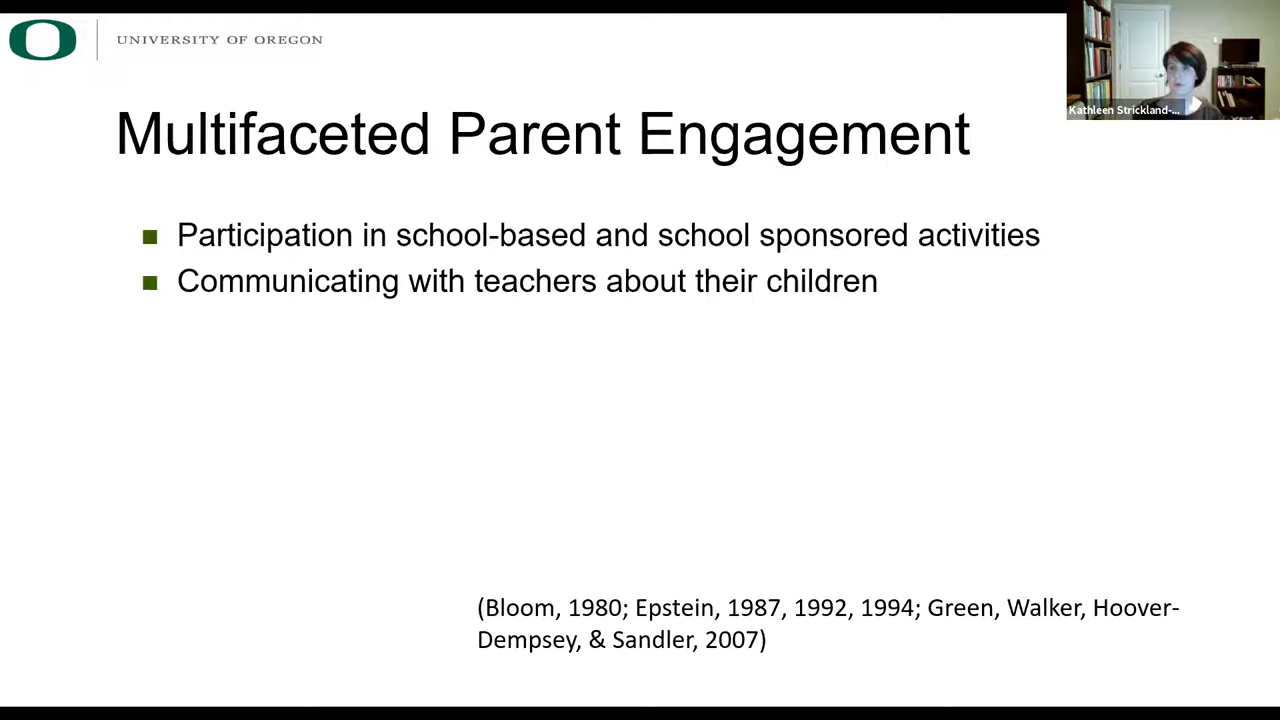 UNIVERSITY OF OREGON
Kathleen Strickland-...
Multifaceted Parent Engagement
Participation in school-based and school sponsored activities
Communicating with teachers about their children
(Bloom, 1980; Epstein, 1987, 1992, 1994; Green, Walker, Hoover-
Dempsey, & Sandler, 2007)